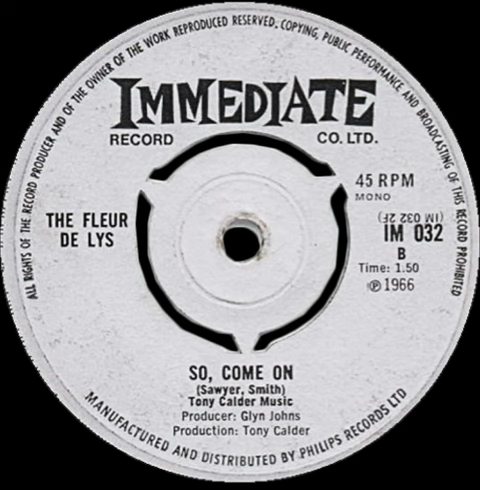 ALL RIGHTS OF THE RECORD PRODUCER AND OF THE OWNER OF THE WORK REPRODUCED RESERVED. COPYING, PUBLIC PERFORMANCE AND BROADCASTING OF THIS RECORD PROHIBITED
IMMEDIATE
RECORD CO. LTD.
45 RPM
MONO
THE FLEUR
DE LYS
(IM 032 2F)
IM 032
B
Time: 1.50
℗ 1966
SO, COME ON
(Sawyer, Smith)
Tony Calder Music
Producer: Glyn Johns
Production: Tony Calder
MANUFACTURED AND DISTRIBUTED BY PHILIPS RECORDS LTD